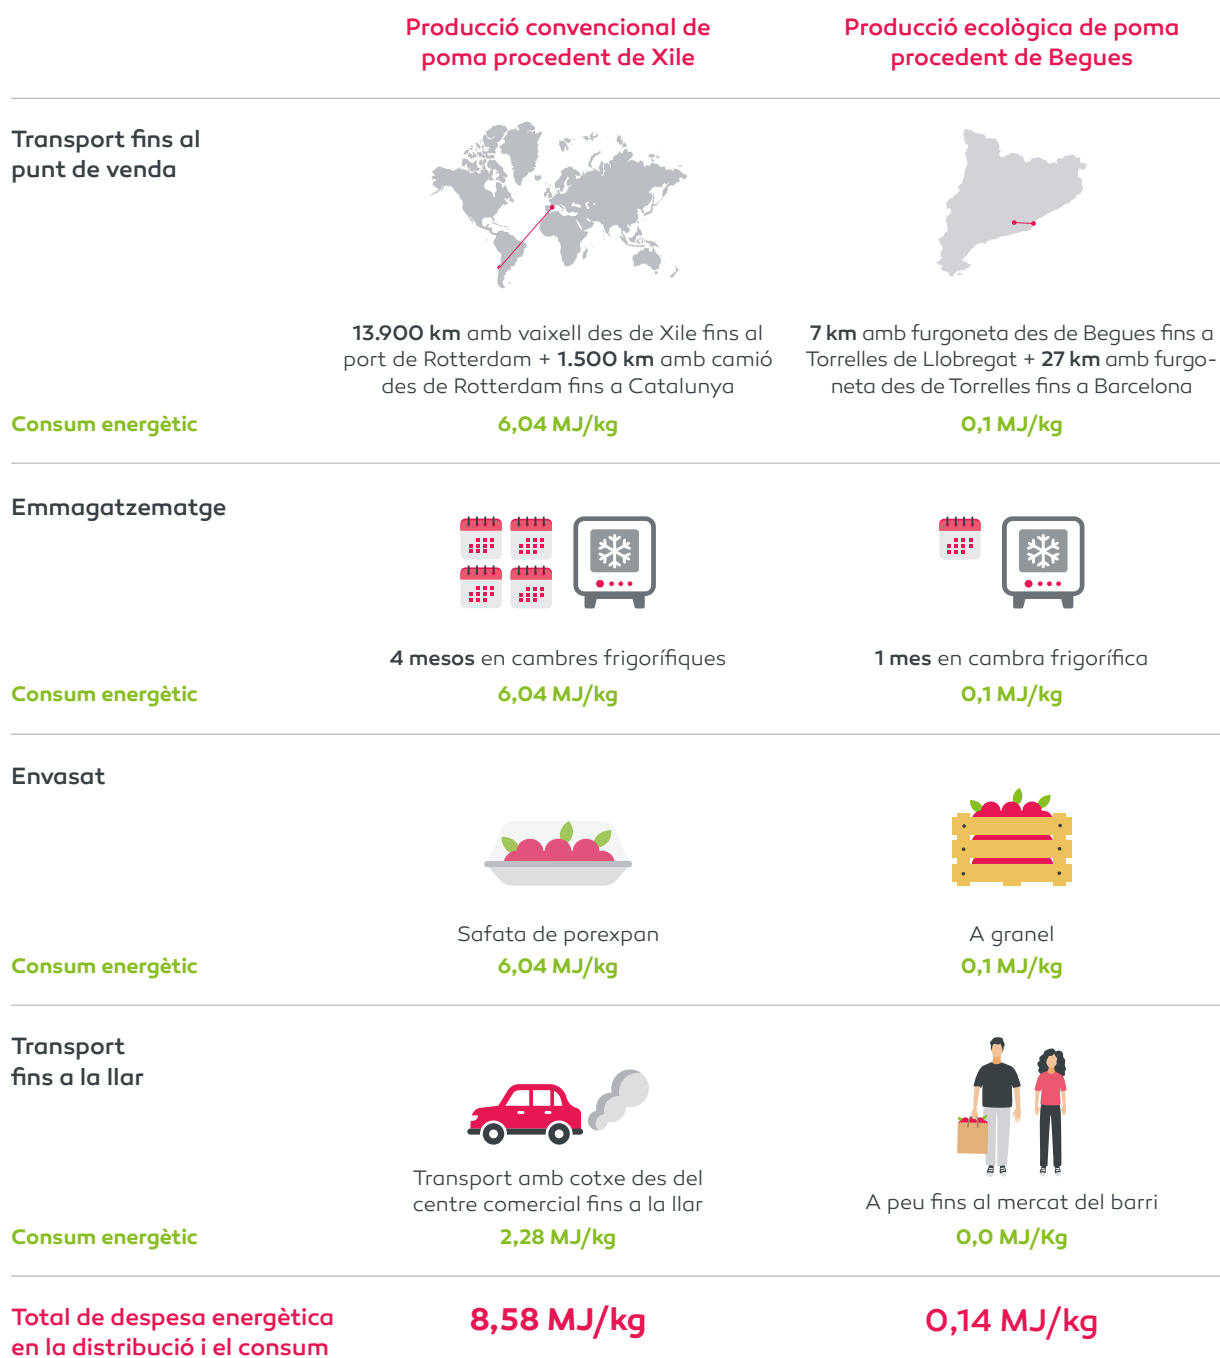 Producció convencional de
poma procedent de Xile
Producció ecològica de poma
procedent de Begues
Transport fins al
punt de venda
13.900 km amb vaixell des de Xile fins al
port de Rotterdam + 1.500 km amb camió
des de Rotterdam fins a Catalunya
7 km amb furgoneta des de Begues fins a
Torrelles de Llobregat + 27 km amb furgo-
neta des de Torrelles fins a Barcelona
Consum energètic
6,04 MJ/kg
0,1 MJ/kg
Emmagatzematge
4 mesos en cambres frigorífiques
1 mes en cambra frigorífica
Consum energètic
6,04 MJ/kg
0,1 MJ/kg
Envasat
Safata de porexpan
A granel
Consum energètic
6,04 MJ/kg
0,1 MJ/kg
Transport
fins a la llar
Transport amb cotxe des del
centre comercial fins a la llar
A peu fins al mercat del barri
Consum energètic
2,28 MJ/kg
0,0 MJ/Kg
Total de despesa energètica
en la distribució i el consum
8,58 MJ/kg
0,14 MJ/kg